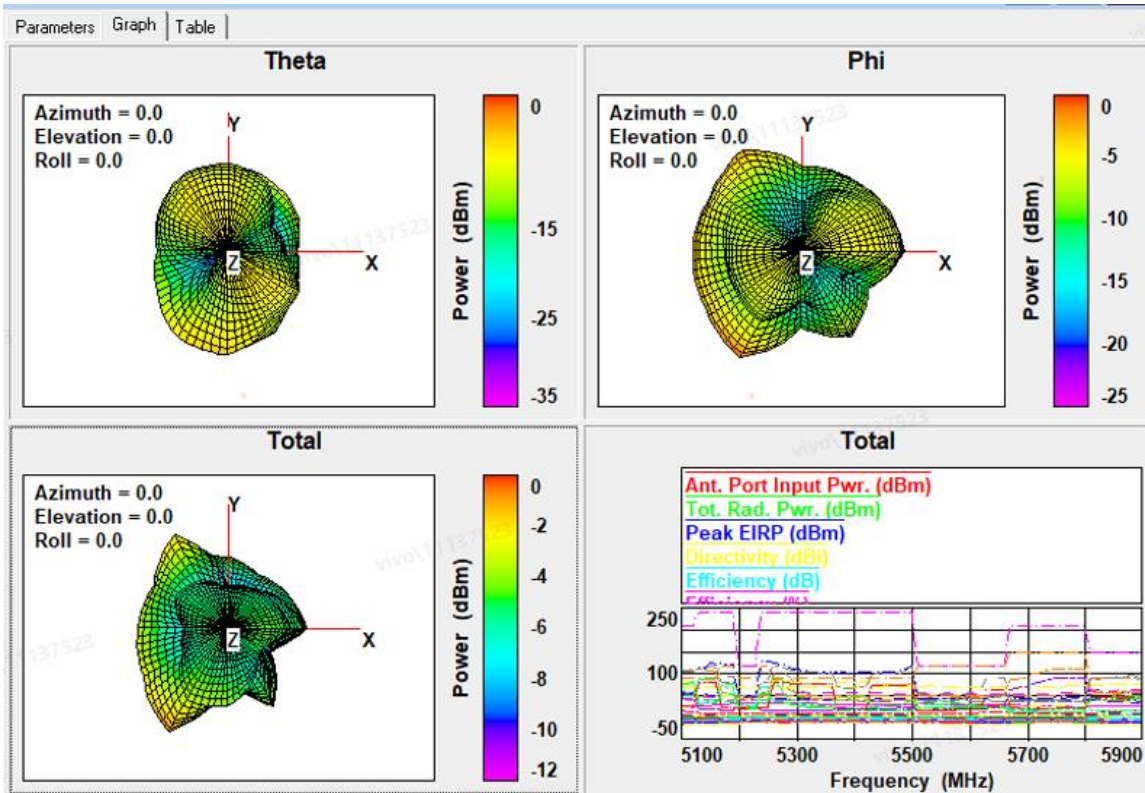 Parameters Graph Table
Theta
Azimuth = 0.0
Elevation = 0.0
Roll = 0.0
Y
X
Z
Power (dBm)
0
-15
-25
-35
Phi
Azimuth = 0.0
Elevation = 0.0
Roll = 0.0
Y
X
Z
Power (dBm)
0
-5
-10
-15
-20
-25
Total
Azimuth = 0.0
Elevation = 0.0
Roll = 0.0
Y
X
Z
Power (dBm)
0
-2
-4
-6
-8
-10
-12
Total
Ant. Port Input Pwr. (dBm)
Tot. Rad. Pwr. (dBm)
Peak EIRP (dBm)
Directivity (dBi)
Efficiency (dB)
Efficiency (%)
250
100
-50
5100 5300 5500 5700 5900
Frequency (MHz)
vivo\11137523